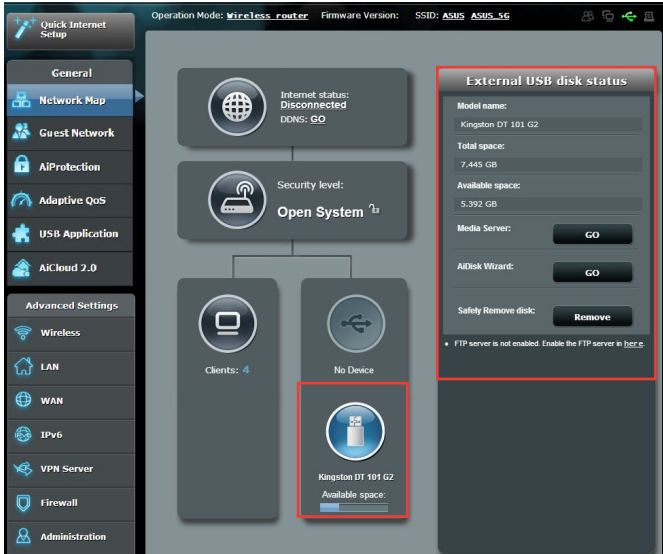 Operation Mode: Wireless router Firmware Version: SSID: ASUS ASUS_5G
Quick Internet
Setup
General
Network Map
Guest Network
AiProtection
Adaptive QoS
USB Application
AiCloud 2.0
Advanced Settings
Wireless
LAN
WAN
IPv6
VPN Server
Firewall
Administration
Internet status:
Disconnected
DDNS: GO
Security level:
Open System
Clients: 4
No Device
Kingston DT 101 G2
Available space:
External USB disk status
Model name:
Kingston DT 101 G2
Total space:
7.445 GB
Available space:
5.392 GB
Media Server: GO
AiDisk Wizard: GO
Safely Remove disk: Remove
• FTP server is not enabled. Enable the FTP server in here.